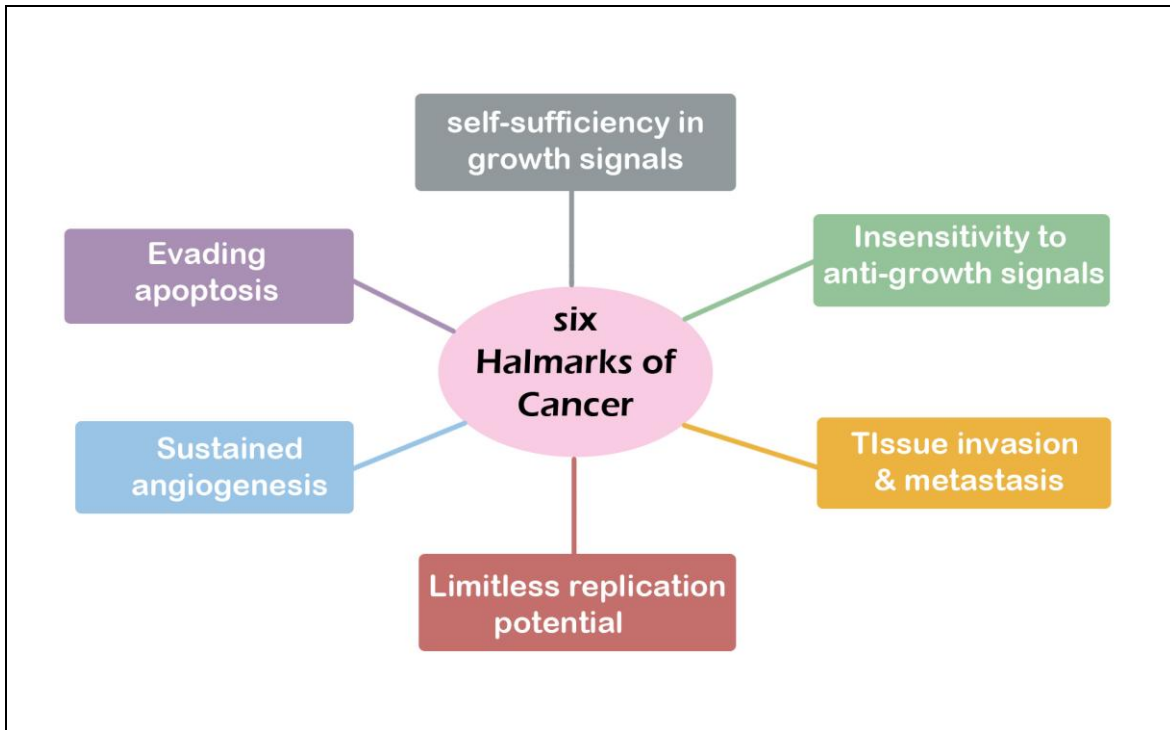 self-sufficiency in
growth signals
Evading
apoptosis
Insensitivity to
anti-growth signals
six
Halmarks of
Cancer
Sustained
angiogenesis
TIssue invasion
& metastasis
Limitless replication
potential